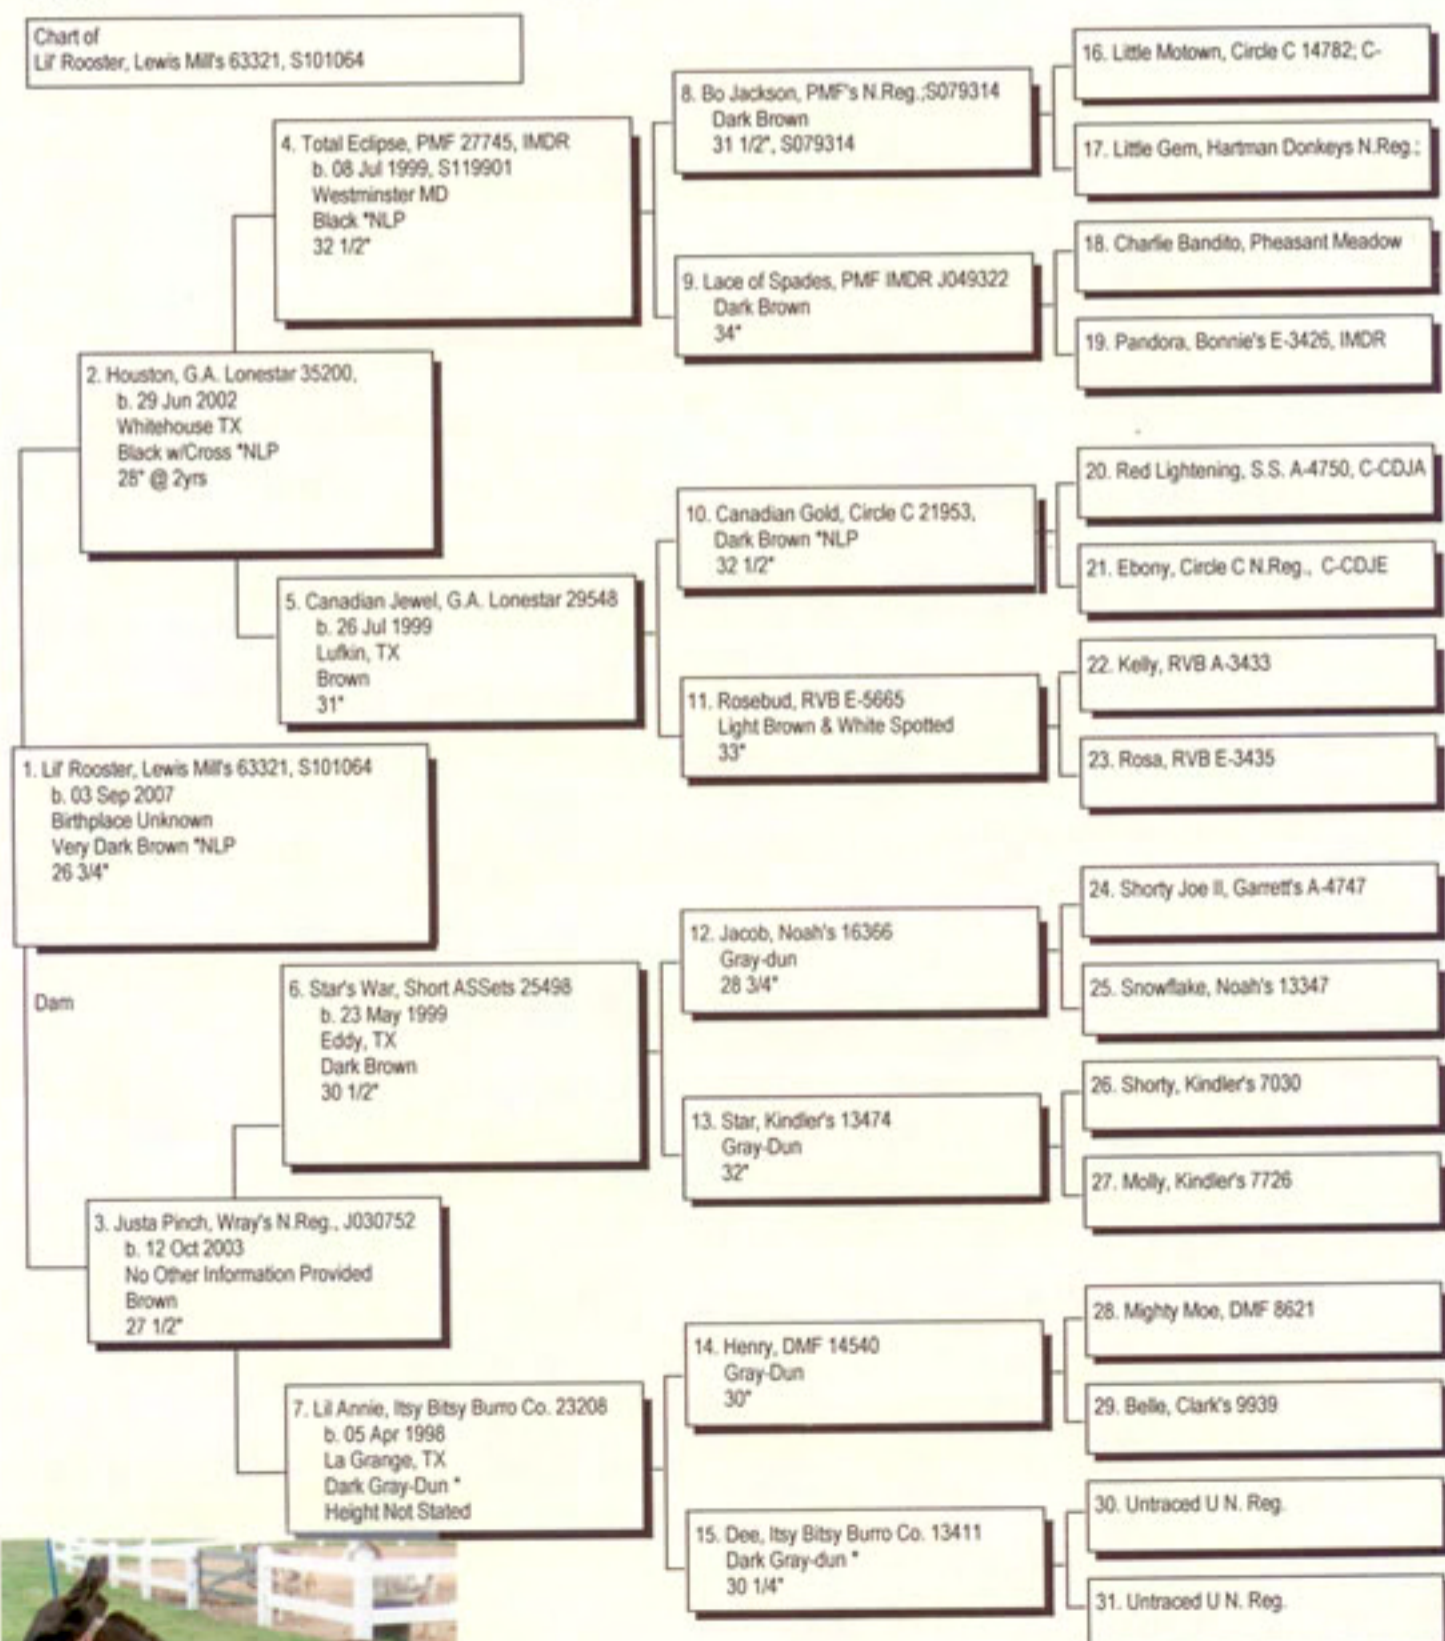 Chart of
Lil' Rooster, Lewis Mill's 63321, S101064
16. Little Motown, Circle C 14782; C-
8. Bo Jackson, PMF's N.Reg.;S079314
Dark Brown
31 1/2", S079314
17. Little Gem, Hartman Donkeys N.Reg.;
4. Total Eclipse, PMF 27745, IMDR
b. 08 Jul 1999, S119901
Westminster MD
Black *NLP
32 1/2"
18. Charlie Bandito, Pheasant Meadow
9. Lace of Spades, PMF IMDR J049322
Dark Brown
34"
19. Pandora, Bonnie's E-3426, IMDR
2. Houston, G.A. Lonestar 35200,
b. 29 Jun 2002
Whitehouse TX
Black w/Cross *NLP
28" @ 2yrs
20. Red Lightening, S.S. A-4750, C-CDJA
10. Canadian Gold, Circle C 21953,
Dark Brown *NLP
32 1/2"
21. Ebony, Circle C N.Reg., C-CDJE
5. Canadian Jewel, G.A. Lonestar 29548
b. 26 Jul 1999
Lufkin, TX
Brown
31"
22. Kelly, RVB A-3433
11. Rosebud, RVB E-5665
Light Brown & White Spotted
33"
23. Rosa, RVB E-3435
1. Lil' Rooster, Lewis Mill's 63321, S101064
b. 03 Sep 2007
Birthplace Unknown
Very Dark Brown *NLP
26 3/4"
24. Shorty Joe II, Garrett's A-4747
12. Jacob, Noah's 16366
Gray-dun
28 3/4"
25. Snowflake, Noah's 13347
Dam
6. Star's War, Short ASSets 25498
b. 23 May 1999
Eddy, TX
Dark Brown
30 1/2"
26. Shorty, Kindler's 7030
13. Star, Kindler's 13474
Gray-Dun
32"
27. Molly, Kindler's 7726
3. Justa Pinch, Wray's N.Reg., J030752
b. 12 Oct 2003
No Other Information Provided
Brown
27 1/2"
28. Mighty Moe, DMF 8621
14. Henry, DMF 14540
Gray-Dun
30"
29. Belle, Clark's 9939
7. Lil Annie, Itsy Bitsy Burro Co. 23208
b. 05 Apr 1998
La Grange, TX
Dark Gray-Dun *
Height Not Stated
30. Untraced U N. Reg.
15. Dee, Itsy Bitsy Burro Co. 13411
Dark Gray-dun *
30 1/4"
31. Untraced U N. Reg.